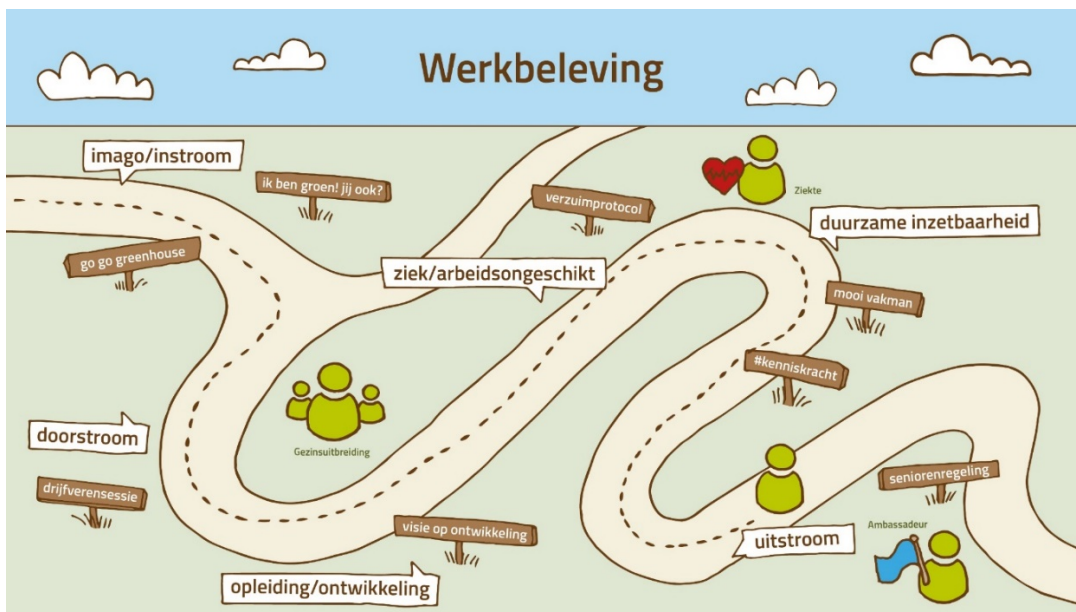 Werkbeleving
imago/instroom
ik ben groen! jij ook?
go go greenhouse
verzuimprotocol
Ziekte
duurzame inzetbaarheid
ziek/arbeidsongeschikt
mooi vakman
#kenniskracht
Gezinsuitbreiding
doorstroom
drijfverensessie
visie op ontwikkeling
opleiding/ontwikkeling
seniorenregeling
Ambassadeur
uitstroom